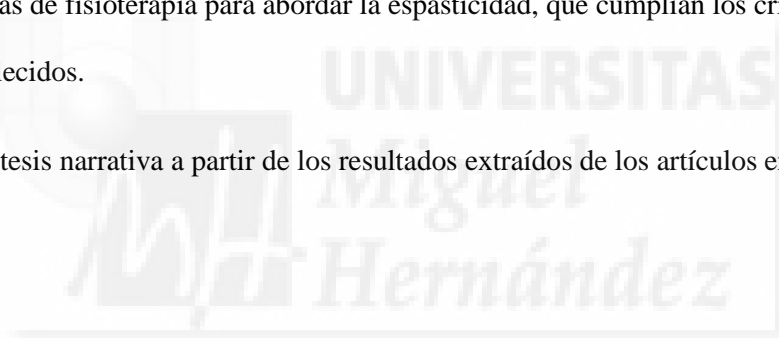 as de fisioterapia para abordar la espasticidad, que cumplían los cri
ecidos.
UNIVERSITAS
tesis narrativa a partir de los resultados extraídos de los artículos e
Miguel
Hernández